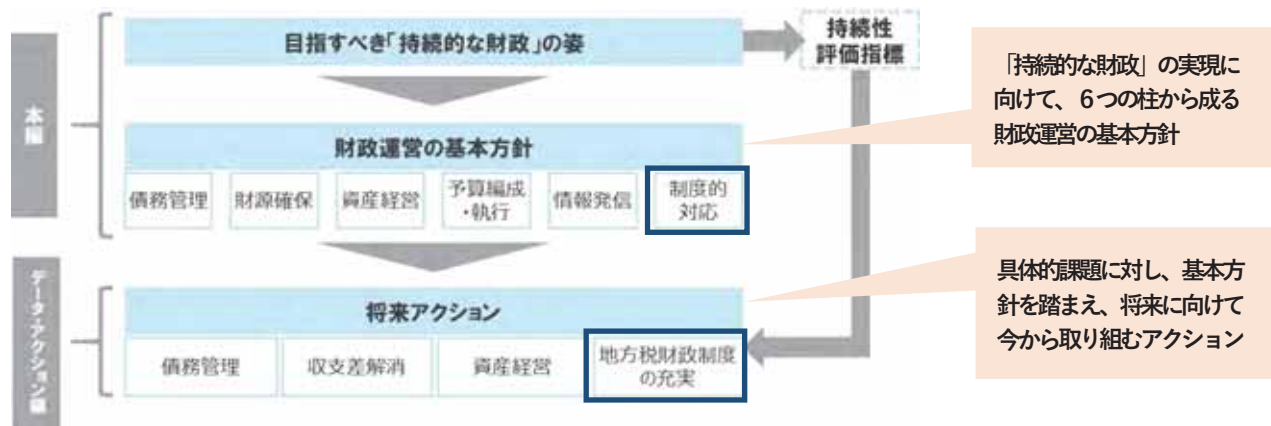 目指すべき「持続的な財政」の姿
持続性
評価指標
本編
財政運営の基本方針
債務管理
財源確保
資産経営
予算編成
・執行
情報発信
制度的
対応
「持続的な財政」の実現に
向けて、6つの柱から成る
財政運営の基本方針
データ・アクション編
将来アクション
債務管理
収支差解消
資産経営
地方税財政制度
の充実
具体的課題に対し、基本方
針を踏まえ、将来に向けて
今から取り組むアクション